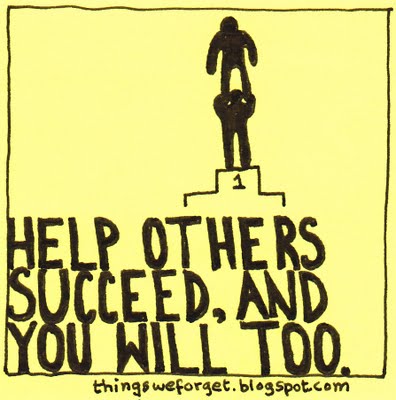 1
HELP OTHERS
SUCCEED, AND
YOU WILL TOO.
thingsweforget.blogspot.com